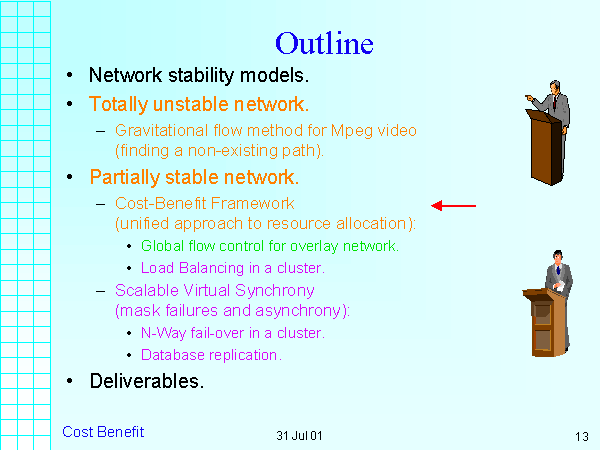 Outline
• Network stability models.
• Totally unstable network.
– Gravitational flow method for Mpeg video
(finding a non-existing path).
• Partially stable network.
– Cost-Benefit Framework
(unified approach to resource allocation):
• Global flow control for overlay network.
• Load Balancing in a cluster.
– Scalable Virtual Synchrony
(mask failures and asynchrony):
• N-Way fail-over in a cluster.
• Database replication.
• Deliverables.
Cost Benefit
31 Jul 01
13